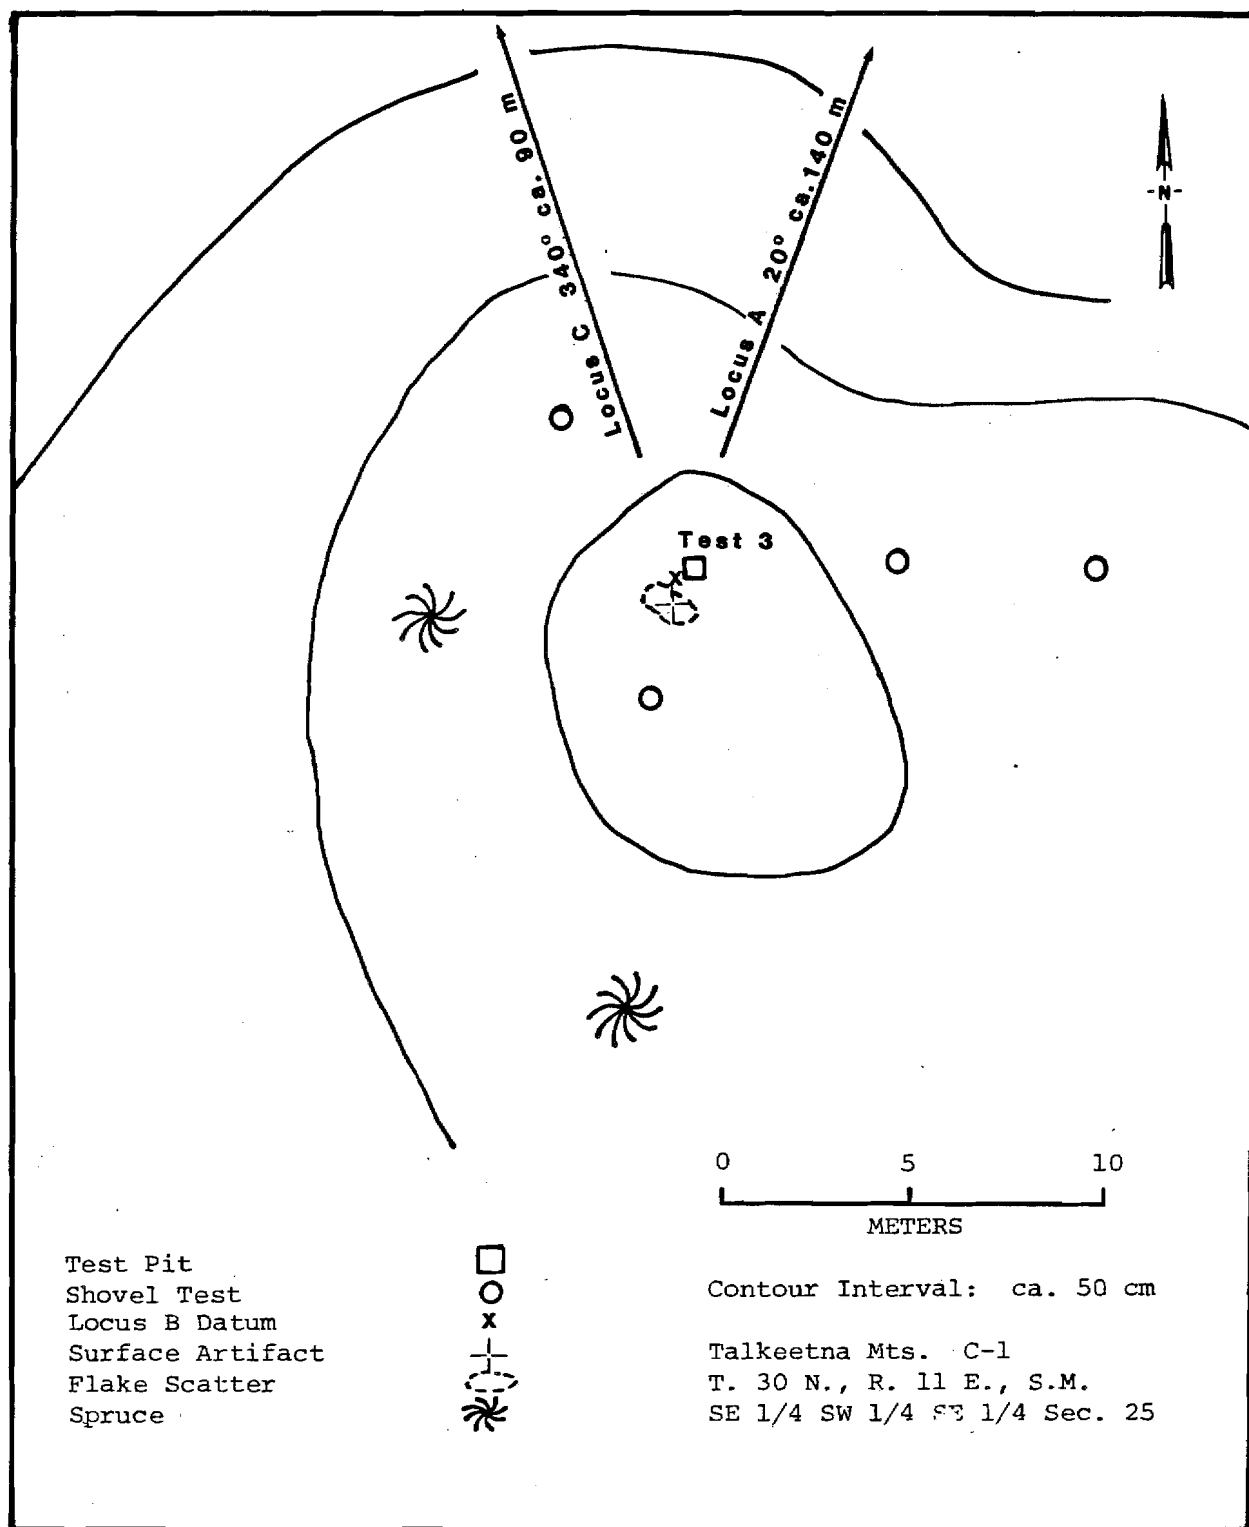 Locus C 340° ca. 90 m
Locus A 20° ca.140 m
-N-
Test 3
0 5 10
METERS
Test Pit
Shovel Test
Locus B Datum
x
Surface Artifact
Flake Scatter
Spruce
Contour Interval: ca. 50 cm
Talkeetna Mts. C-1
T. 30 N., R. 11 E., S.M.
SE 1/4 SW 1/4 SE 1/4 Sec. 25